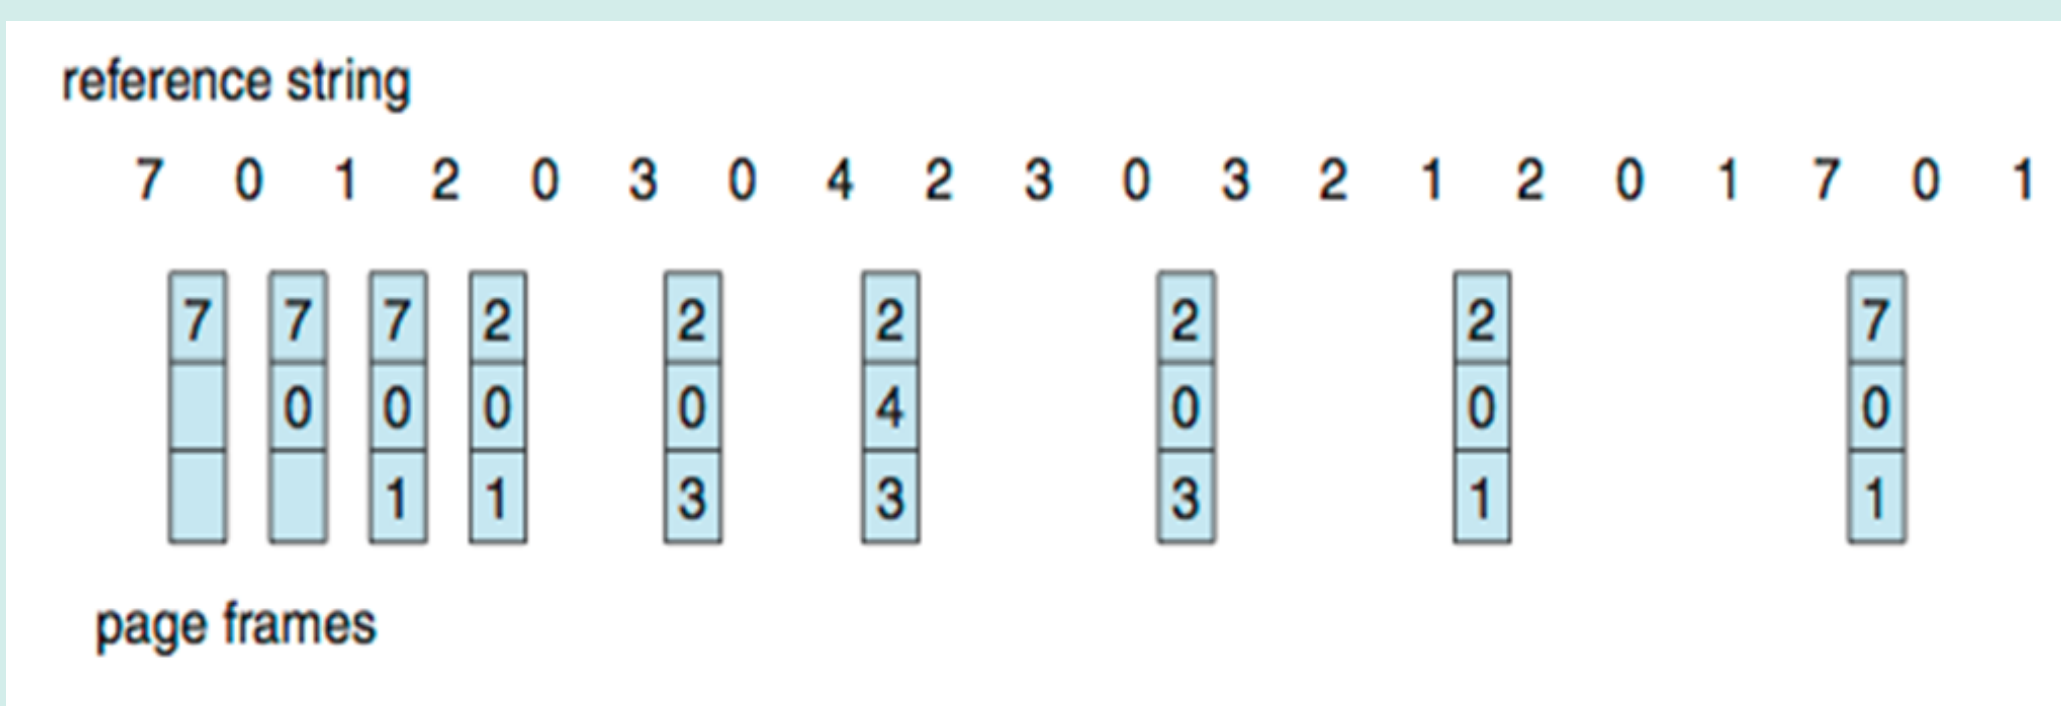 reference string
7 0 1 2 0 3 0 4 2 3 0 3 2 1 2 0 1 7 0 1
7 7 7 2 2 2 2 2 7
0 0 0 0 4 0 0 0
1 1 3 3 3 1 1
page frames